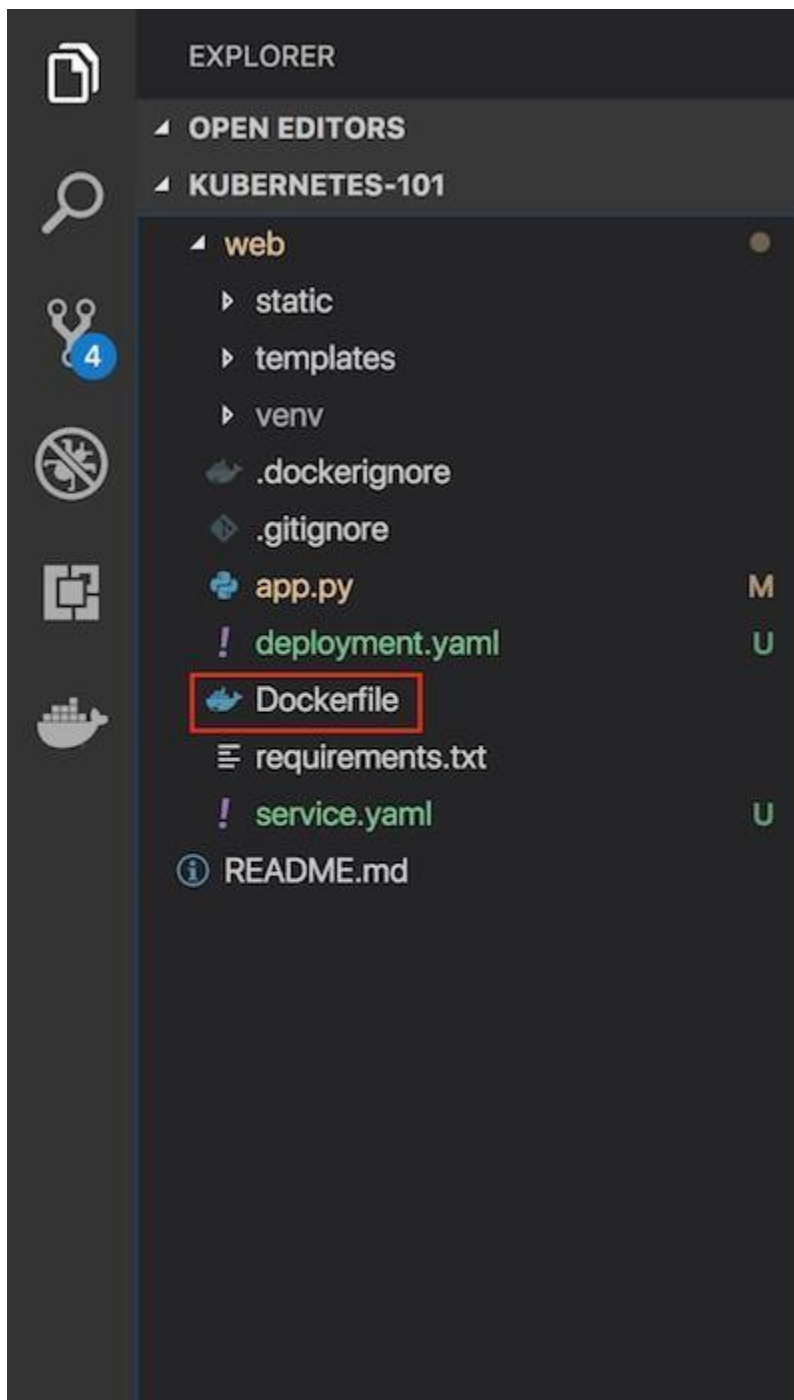 EXPLORER
OPEN EDITORS
KUBERNETES-101
web
static
templates
4
venv
.dockerignore
.gitignore
app.py M
deployment.yaml U
Dockerfile
requirements.txt
service.yaml U
README.md